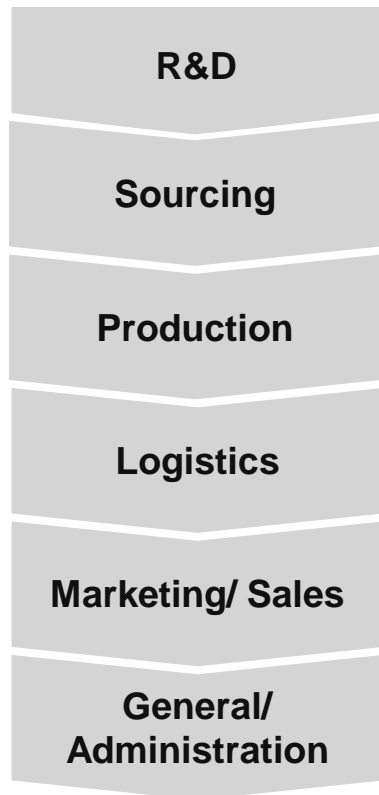 R&D
Sourcing
Production
Logistics
Marketing/ Sales
General/
Administration